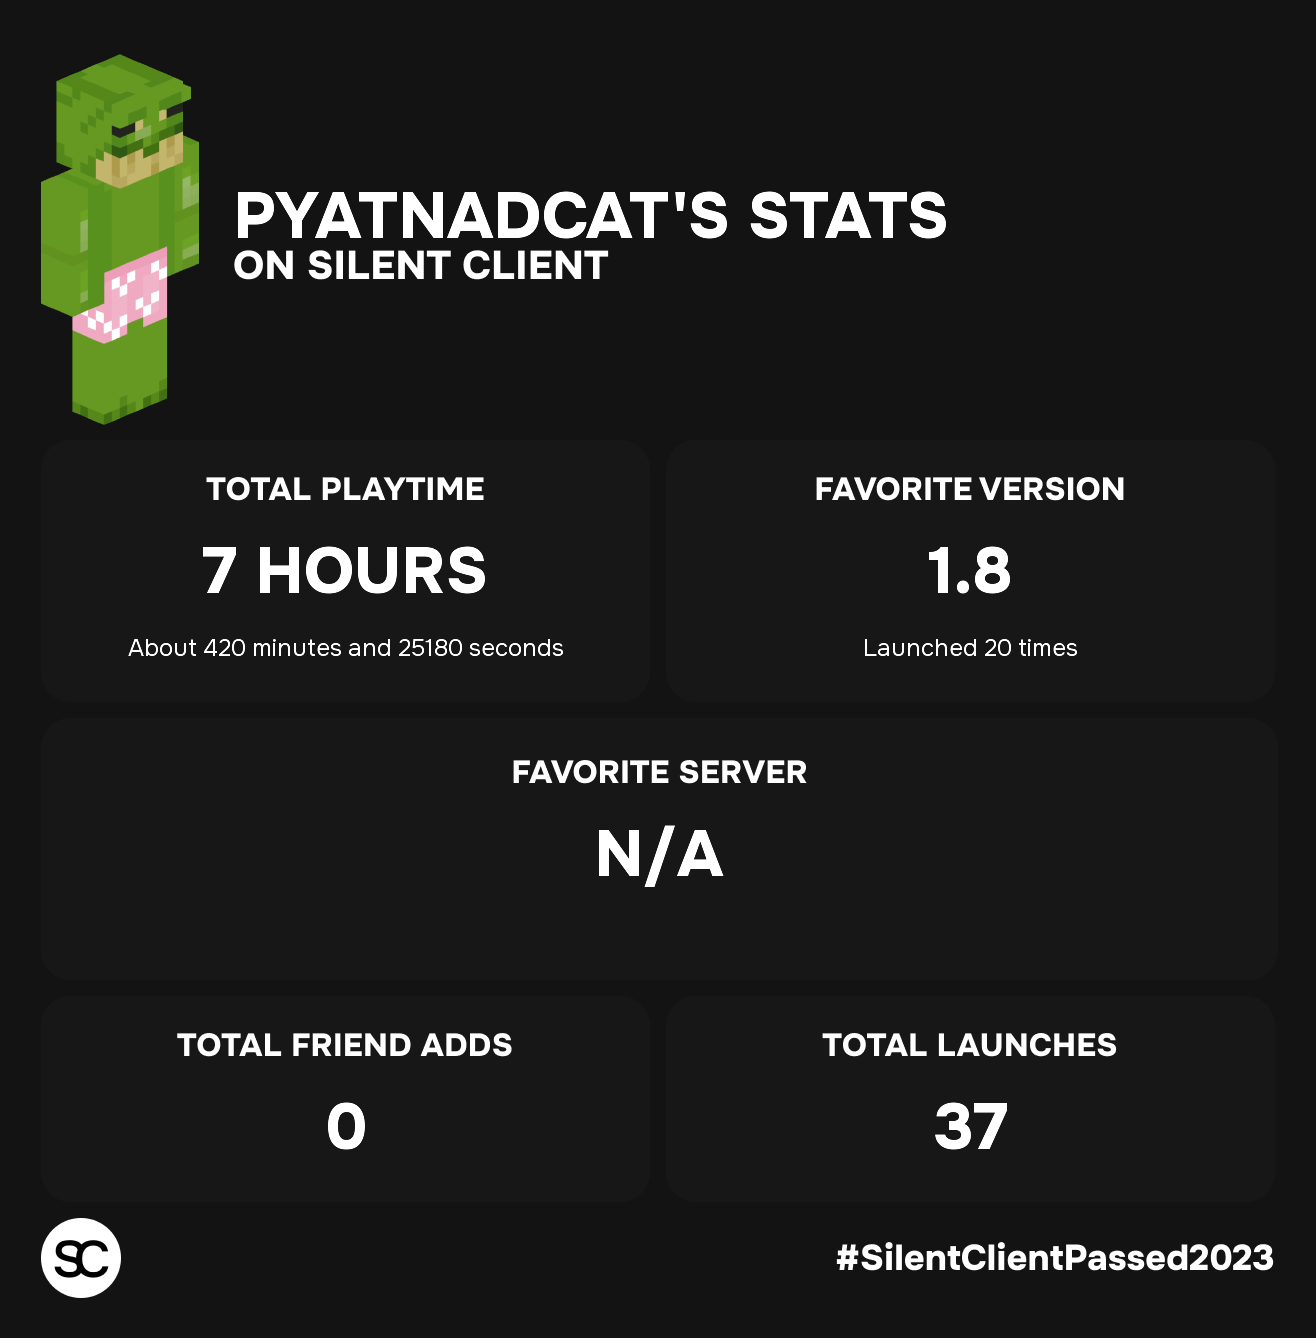 PYATNADCAT'S STATS
ON SILENT CLIENT
TOTAL PLAYTIME
7 HOURS
About 420 minutes and 25180 seconds
FAVORITE VERSION
1.8
Launched 20 times
FAVORITE SERVER
N/A
TOTAL FRIEND ADDS
0
TOTAL LAUNCHES
37
SC
#SilentClientPassed2023